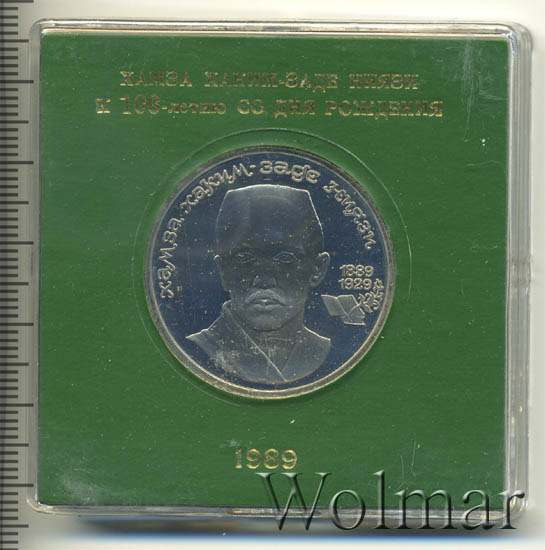 ХАМЗА ХАКИМ-ЗАДЕ НИЯЗИ
К 100-летию СО ДНЯ РОЖДЕНИЯ
хамза хаким-заде ниязи
1889
1929
1989
Wolmar